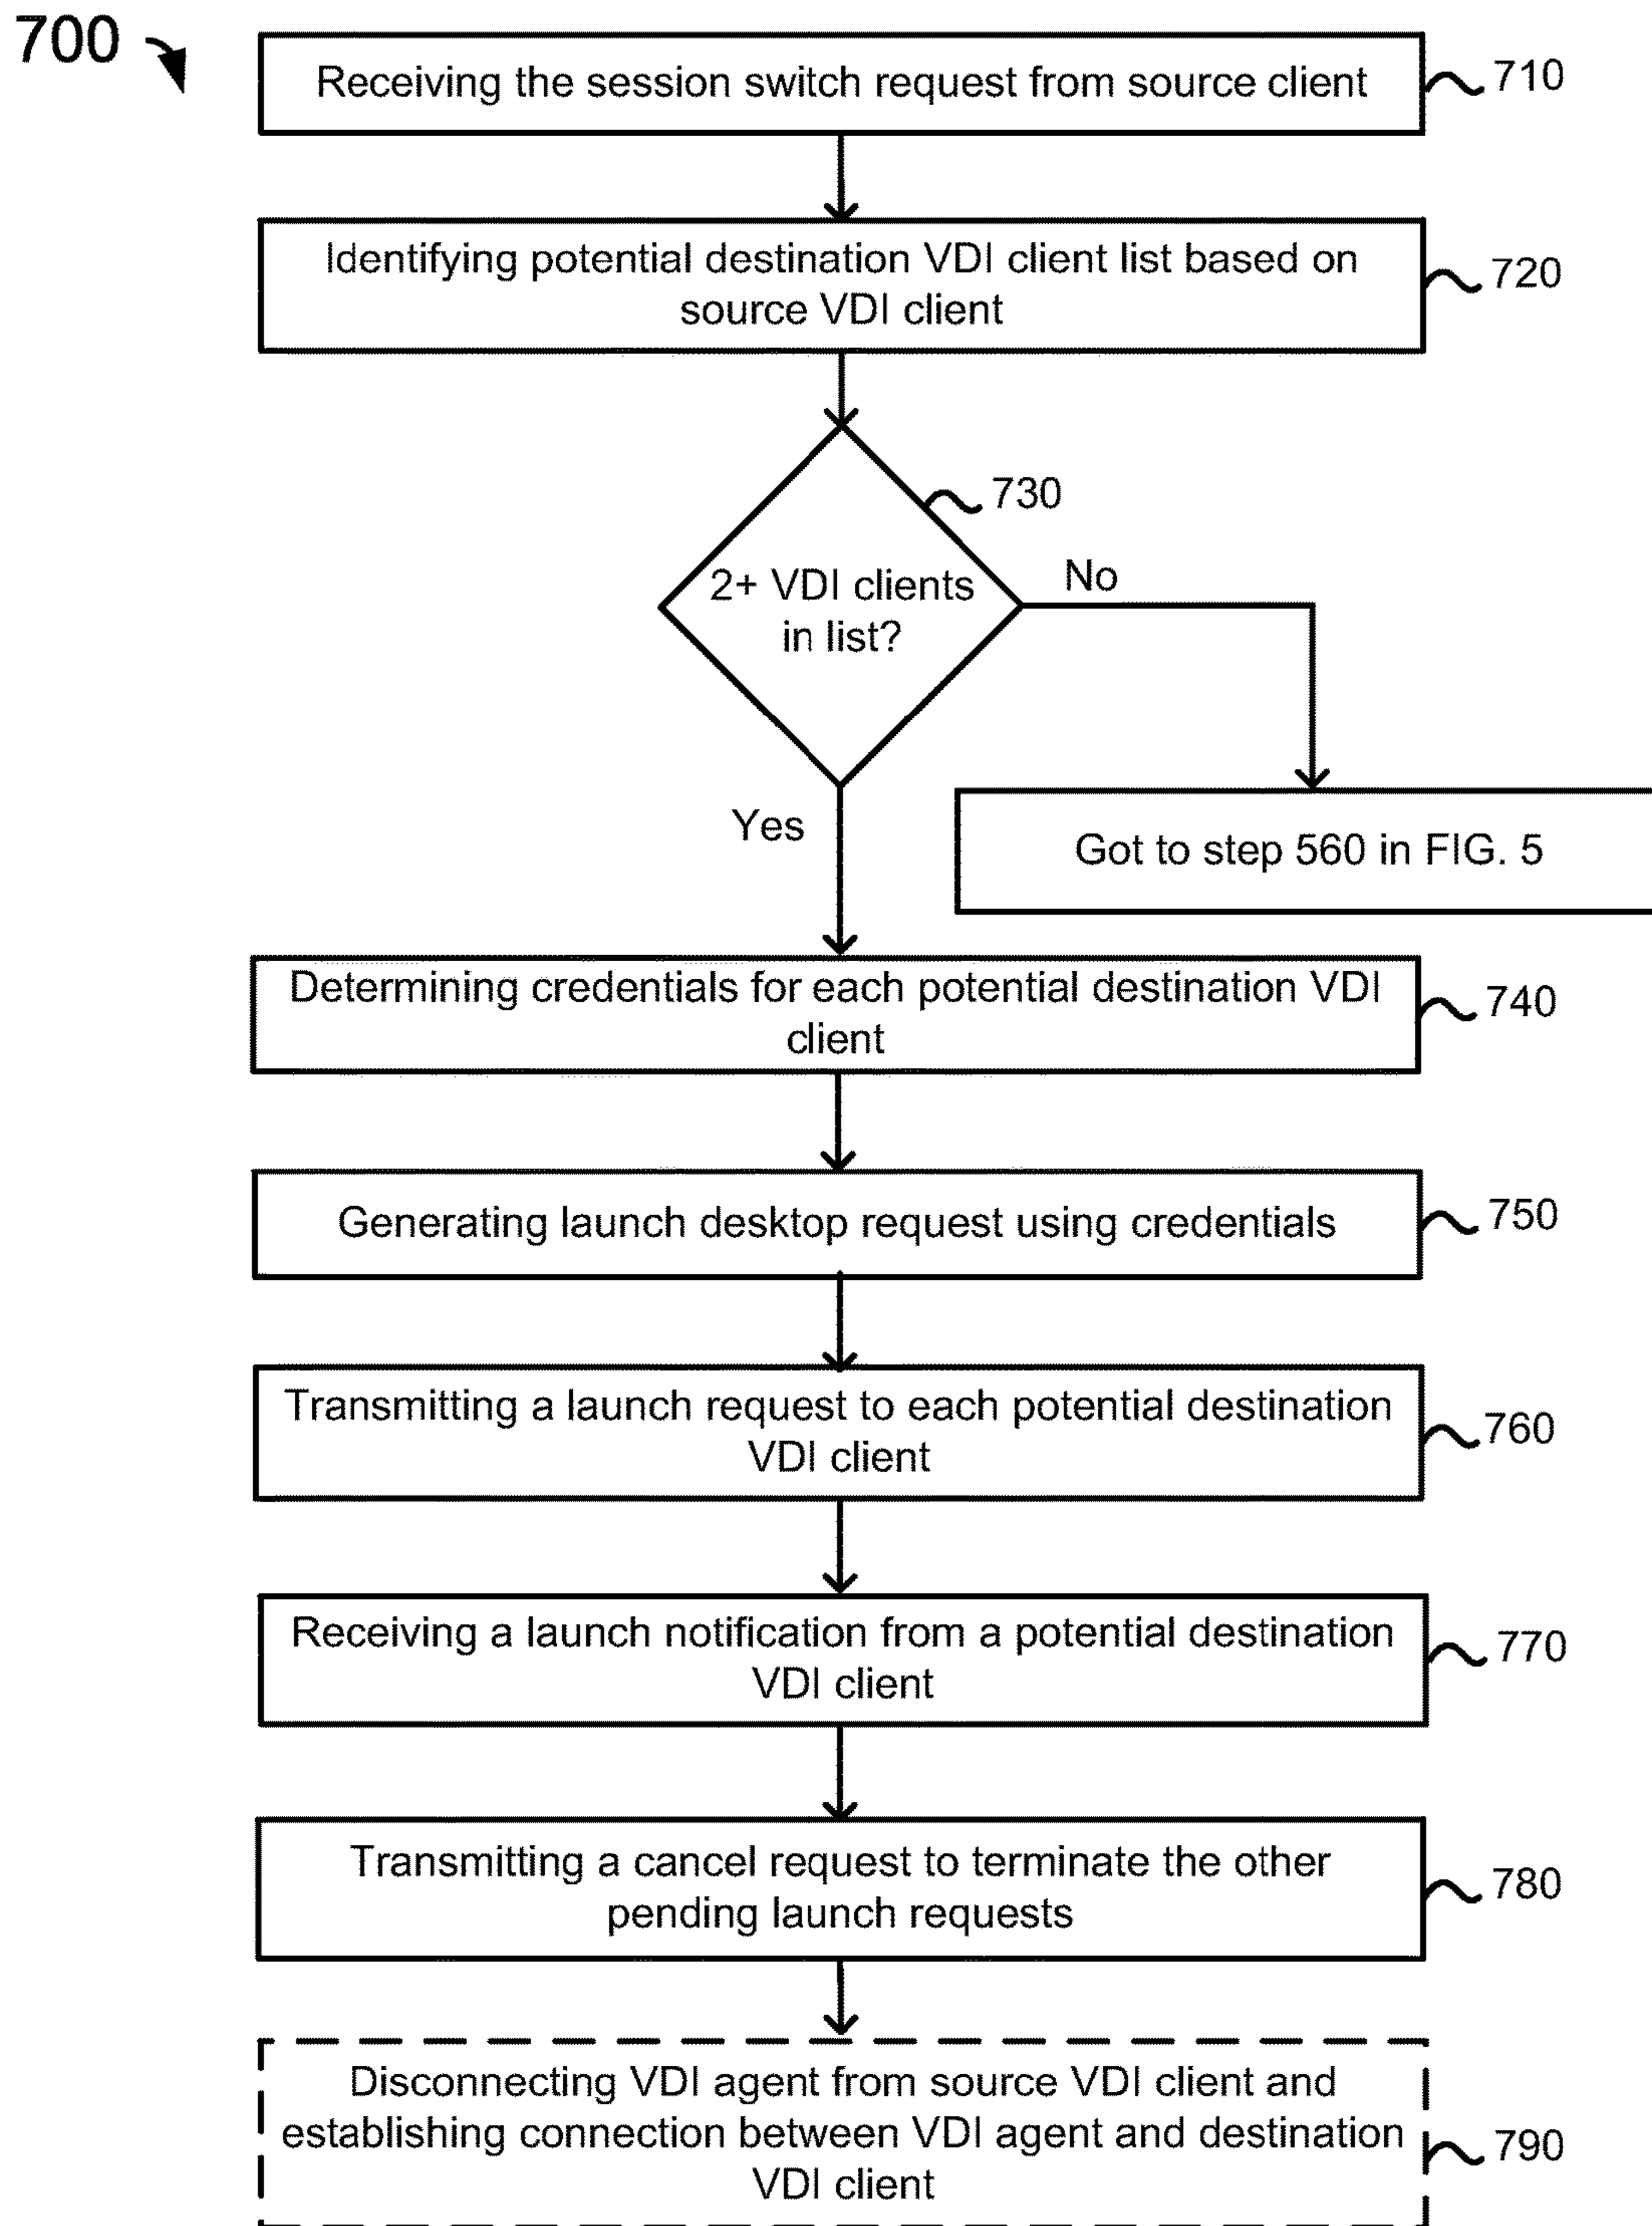 700
Receiving the session switch request from source client
710
Identifying potential destination VDI client list based on
source VDI client
720
730
2+ VDI clients
in list?
No
Yes
Got to step 560 in FIG. 5
Determining credentials for each potential destination VDI
client
740
Generating launch desktop request using credentials
750
Transmitting a launch request to each potential destination
VDI client
760
Receiving a launch notification from a potential destination
VDI client
770
Transmitting a cancel request to terminate the other
pending launch requests
780
Disconnecting VDI agent from source VDI client and
establishing connection between VDI agent and destination
VDI client
790